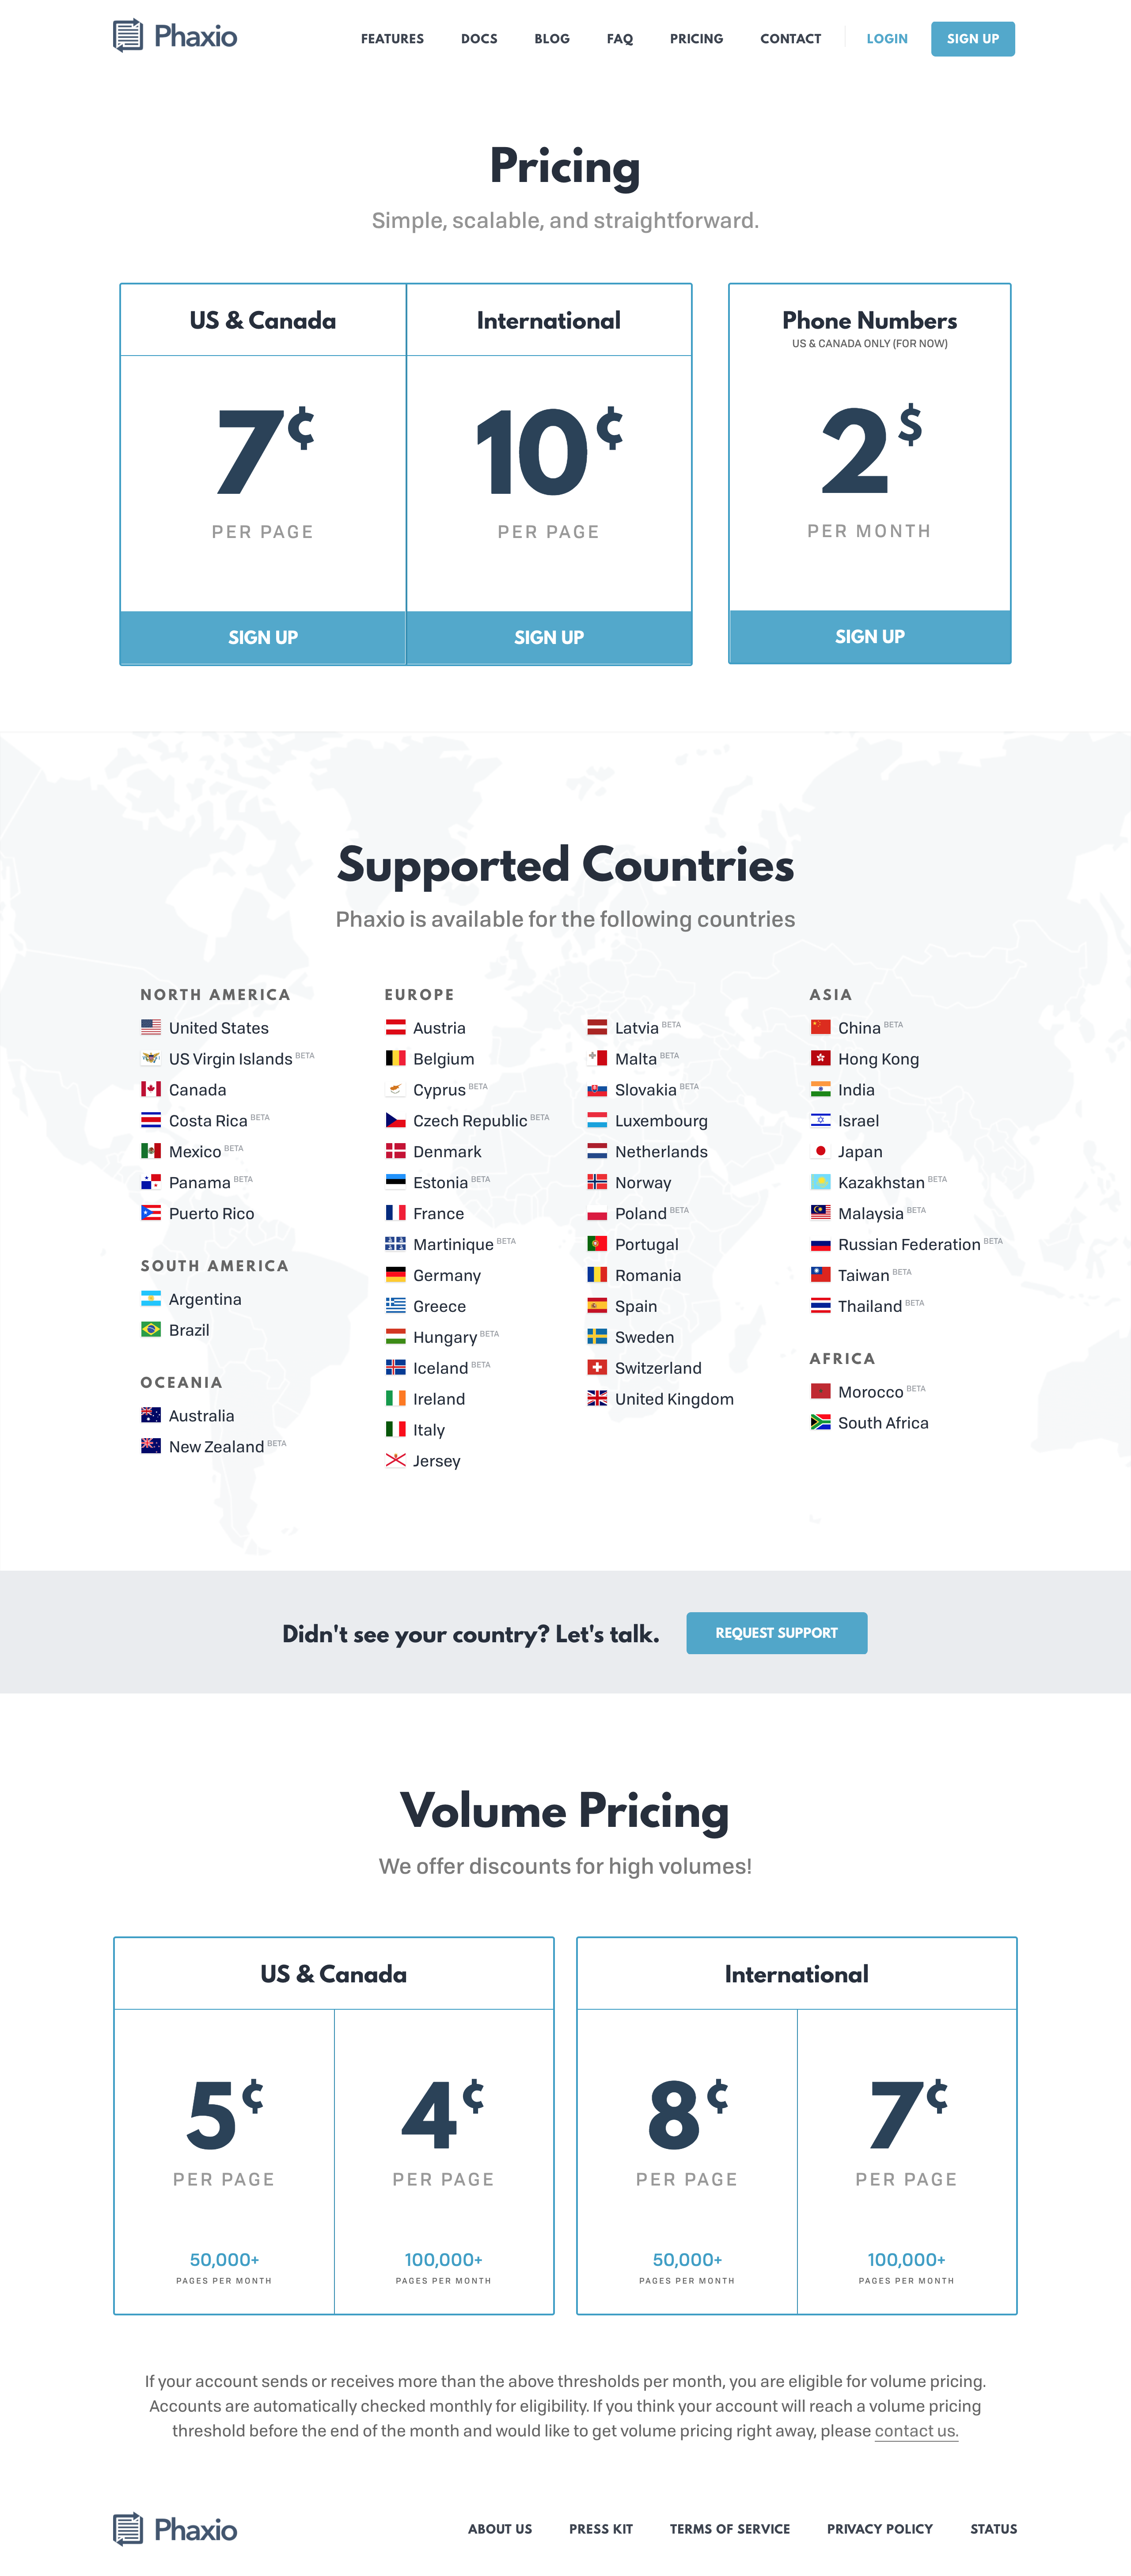 Phaxio
FEATURES DOCS BLOG FAQ PRICING CONTACT LOGIN SIGN UP
Pricing
Simple, scalable, and straightforward.
US & Canada
7¢
PER PAGE
SIGN UP
International
10¢
PER PAGE
SIGN UP
Phone Numbers
US & CANADA ONLY (FOR NOW)
2$
PER MONTH
SIGN UP
Supported Countries
Phaxio is available for the following countries
NORTH AMERICA
United States
US Virgin Islands BETA
Canada
Costa Rica BETA
Mexico BETA
Panama BETA
Puerto Rico
SOUTH AMERICA
Argentina
Brazil
OCEANIA
Australia
New Zealand BETA
EUROPE
Austria
Belgium
Cyprus BETA
Czech Republic BETA
Denmark
Estonia BETA
France
Martinique BETA
Germany
Greece
Hungary BETA
Iceland BETA
Ireland
Italy
Jersey
Latvia BETA
Malta BETA
Slovakia BETA
Luxembourg
Netherlands
Norway
Poland BETA
Portugal
Romania
Spain
Sweden
Switzerland
United Kingdom
ASIA
China BETA
Hong Kong
India
Israel
Japan
Kazakhstan BETA
Malaysia BETA
Russian Federation BETA
Taiwan BETA
Thailand BETA
AFRICA
Morocco BETA
South Africa
Didn't see your country? Let's talk. REQUEST SUPPORT
Volume Pricing
We offer discounts for high volumes!
US & Canada
5¢
PER PAGE
50,000+
PAGES PER MONTH
4¢
PER PAGE
100,000+
PAGES PER MONTH
International
8¢
PER PAGE
50,000+
PAGES PER MONTH
7¢
PER PAGE
100,000+
PAGES PER MONTH
If your account sends or receives more than the above thresholds per month, you are eligible for volume pricing.
Accounts are automatically checked monthly for eligibility. If you think your account will reach a volume pricing
threshold before the end of the month and would like to get volume pricing right away, please contact us.
Phaxio
ABOUT US PRESS KIT TERMS OF SERVICE PRIVACY POLICY STATUS